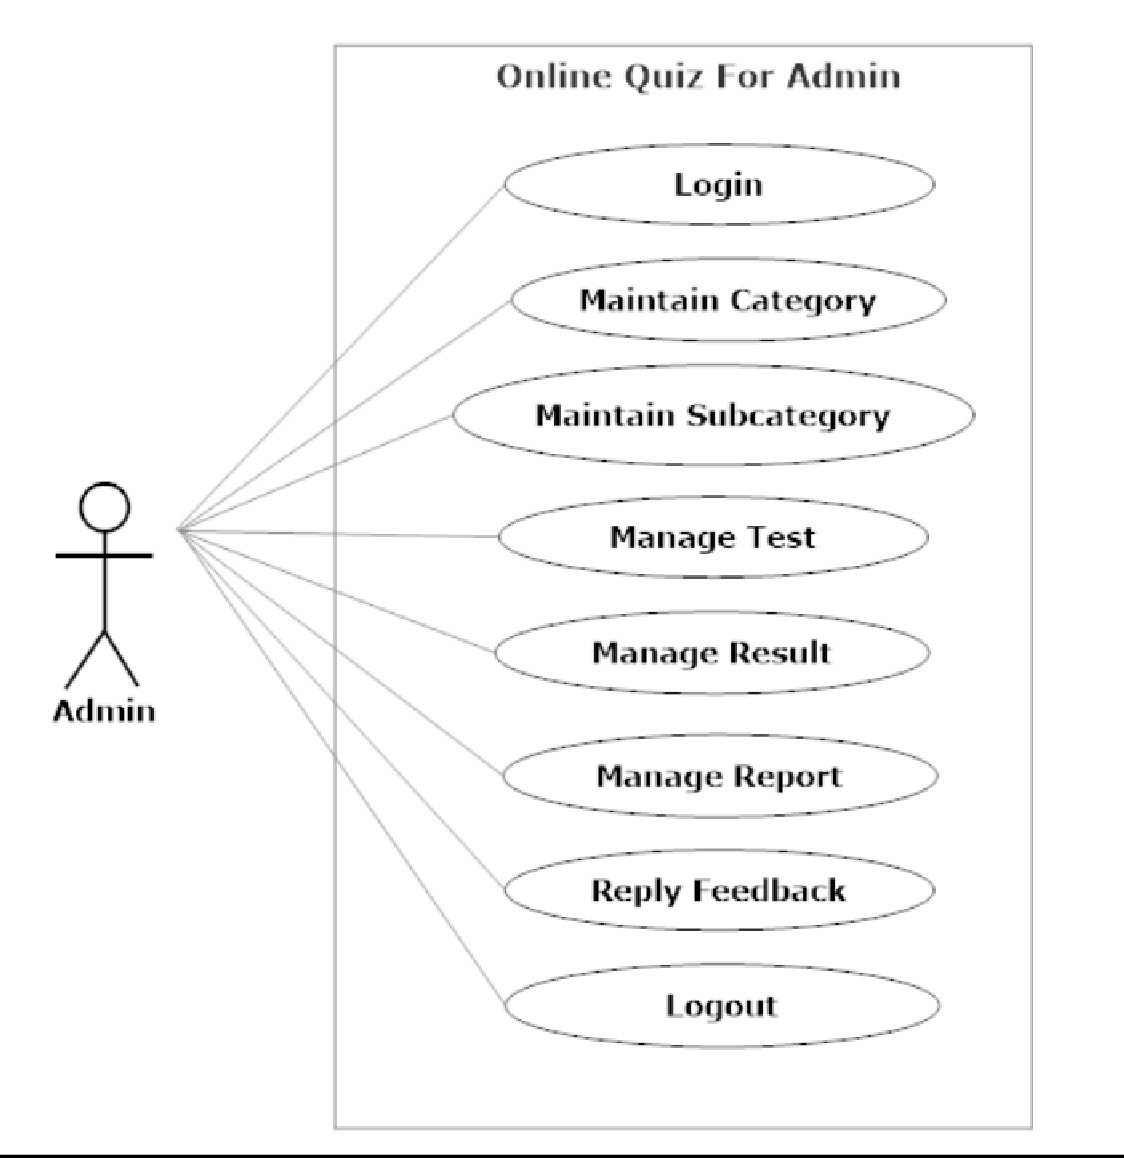 Online Quiz For Admin
Login
Maintain Category
Maintain Subcategory
Manage Test
Manage Result
Admin
Manage Report
Reply Feedback
Logout